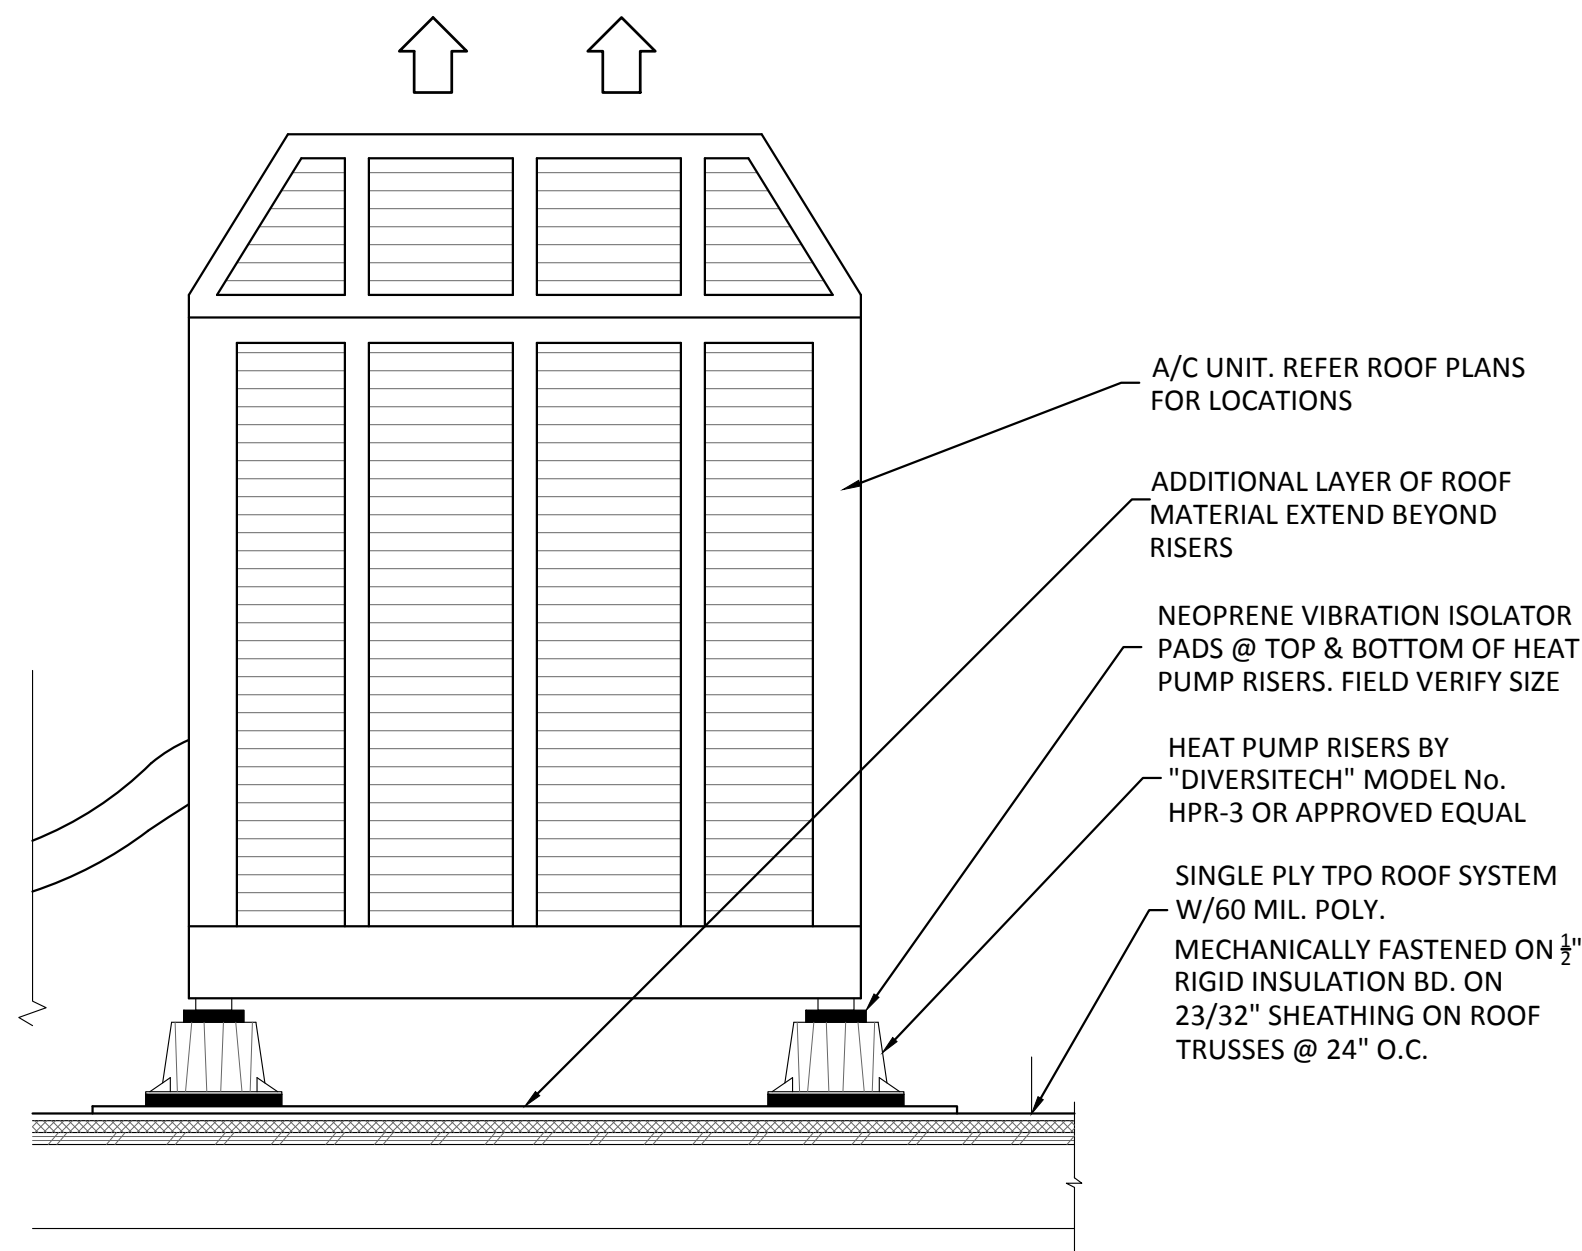 A/C UNIT. REFER ROOF PLANS
FOR LOCATIONS
ADDITIONAL LAYER OF ROOF
MATERIAL EXTEND BEYOND
RISERS
NEOPRENE VIBRATION ISOLATOR
PADS @ TOP & BOTTOM OF HEAT
PUMP RISERS. FIELD VERIFY SIZE
HEAT PUMP RISERS BY
"DIVERSITECH" MODEL No.
HPR-3 OR APPROVED EQUAL
SINGLE PLY TPO ROOF SYSTEM
W/60 MIL. POLY.
MECHANICALLY FASTENED ON ½"
RIGID INSULATION BD. ON
23/32" SHEATHING ON ROOF
TRUSSES @ 24" O.C.